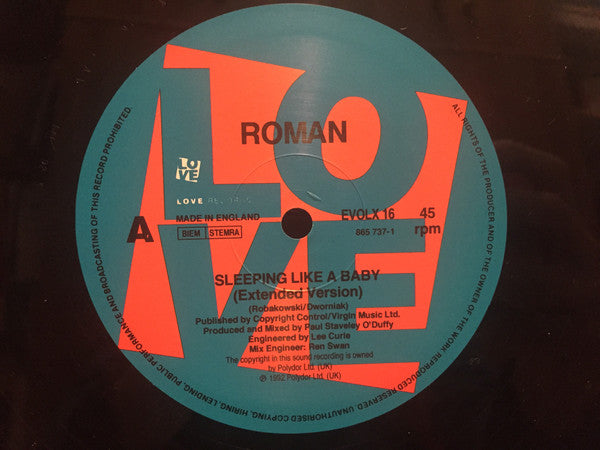 LOVE
ROMAN
LO
VE
LOVE RECORDS
MADE IN ENGLAND
BIEM STEMRA
A
EVOLX 16
865 737-1
45
rpm
SLEEPING LIKE A BABY
(Extended Version)
(Robakowski/Dworniak)
Published by Copyright Control/Virgin Music Ltd.
Produced and Mixed by Paul Staveley O'Duffy
Engineered by Lee Curle
Mix Engineer: Ren Swan
The copyright in this sound recording is owned
by Polydor Ltd. (UK)
℗ 1992 Polydor Ltd. (UK)
ALL RIGHTS OF THE PRODUCER AND OF THE OWNER OF THE WORK REPRODUCED RESERVED. UNAUTHORISED COPYING, HIRING, LENDING, PUBLIC PERFORMANCE AND BROADCASTING OF THIS RECORD PROHIBITED.